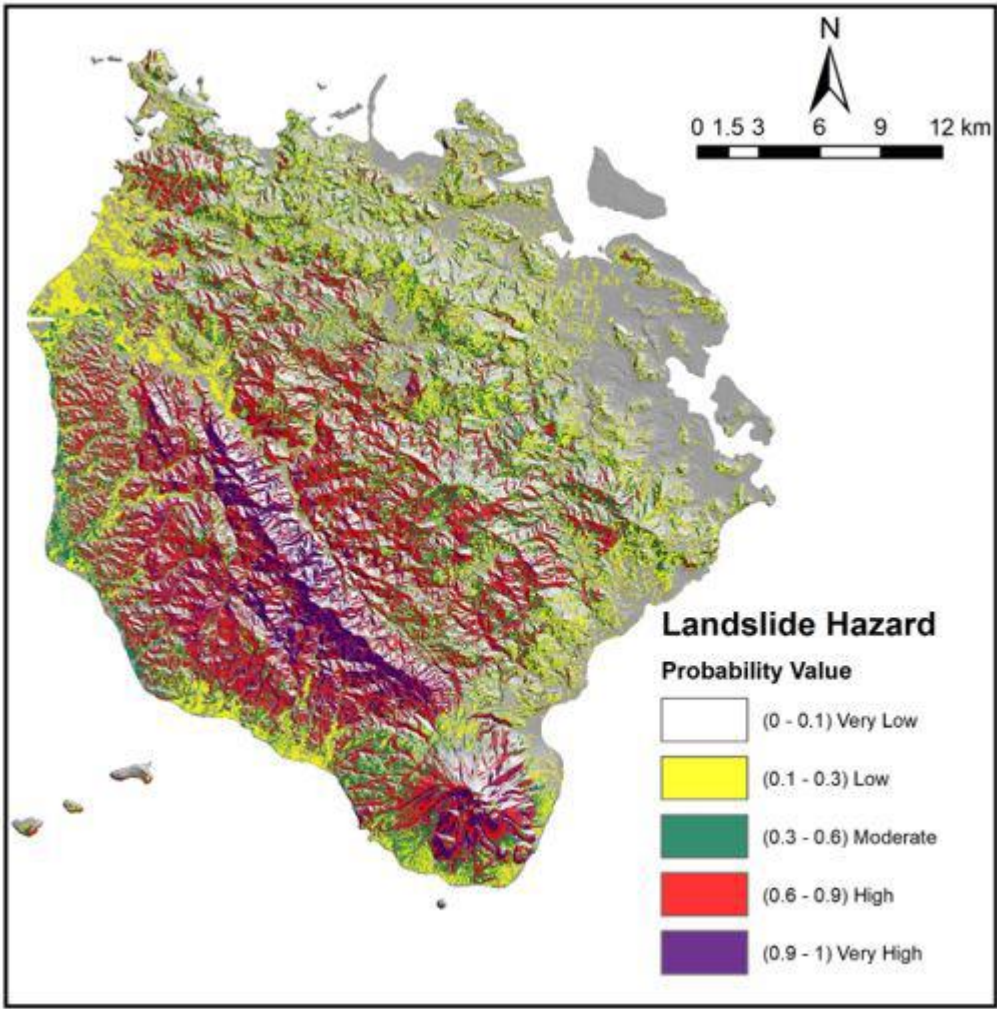 N
0 1.5 3 6 9 12 km
Landslide Hazard
Probability Value
(0 - 0.1) Very Low
(0.1 - 0.3) Low
(0.3 - 0.6) Moderate
(0.6 - 0.9) High
(0.9 - 1) Very High